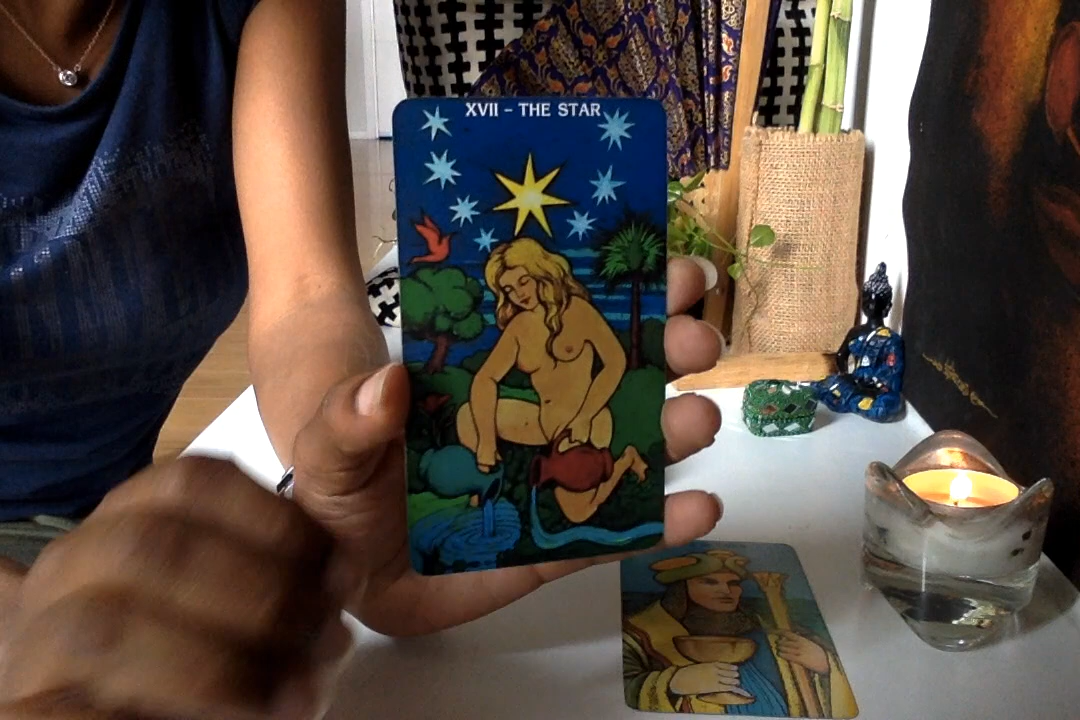 XVII – THE STAR